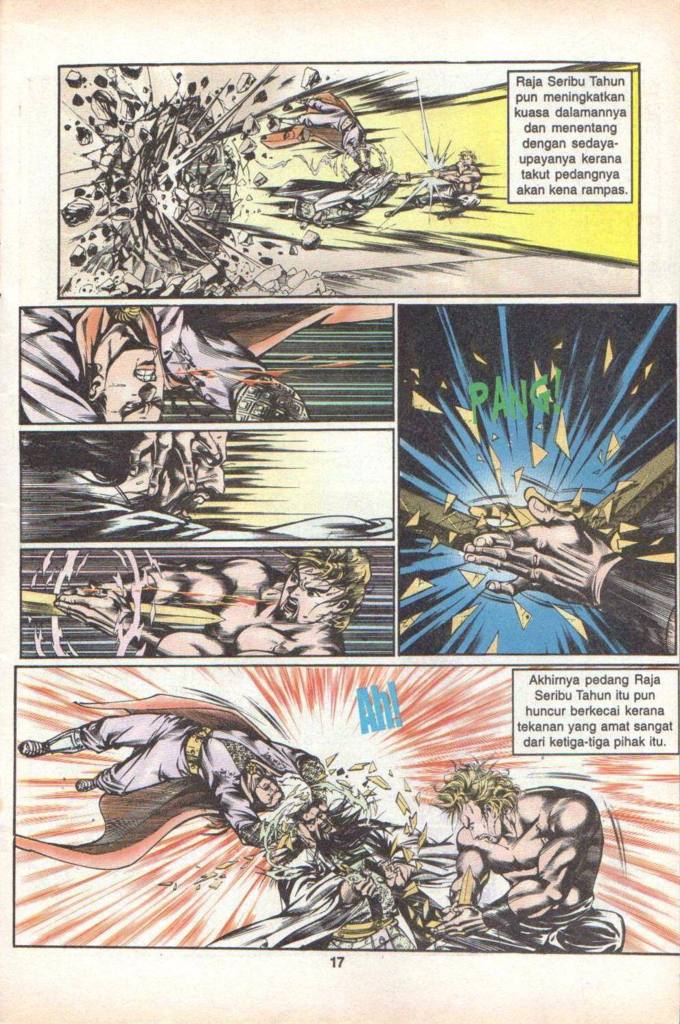 Raja Seribu Tahun
pun meningkatkan
kuasa dalamannya
dan menentang
dengan sedaya-
upayanya kerana
takut pedangnya
akan kena rampas.
PANG!
Ah!
Akhirnya pedang Raja
Seribu Tahun itu pun
huncur berkecai kerana
tekanan yang amat sangat
dari ketiga-tiga pihak itu.
17